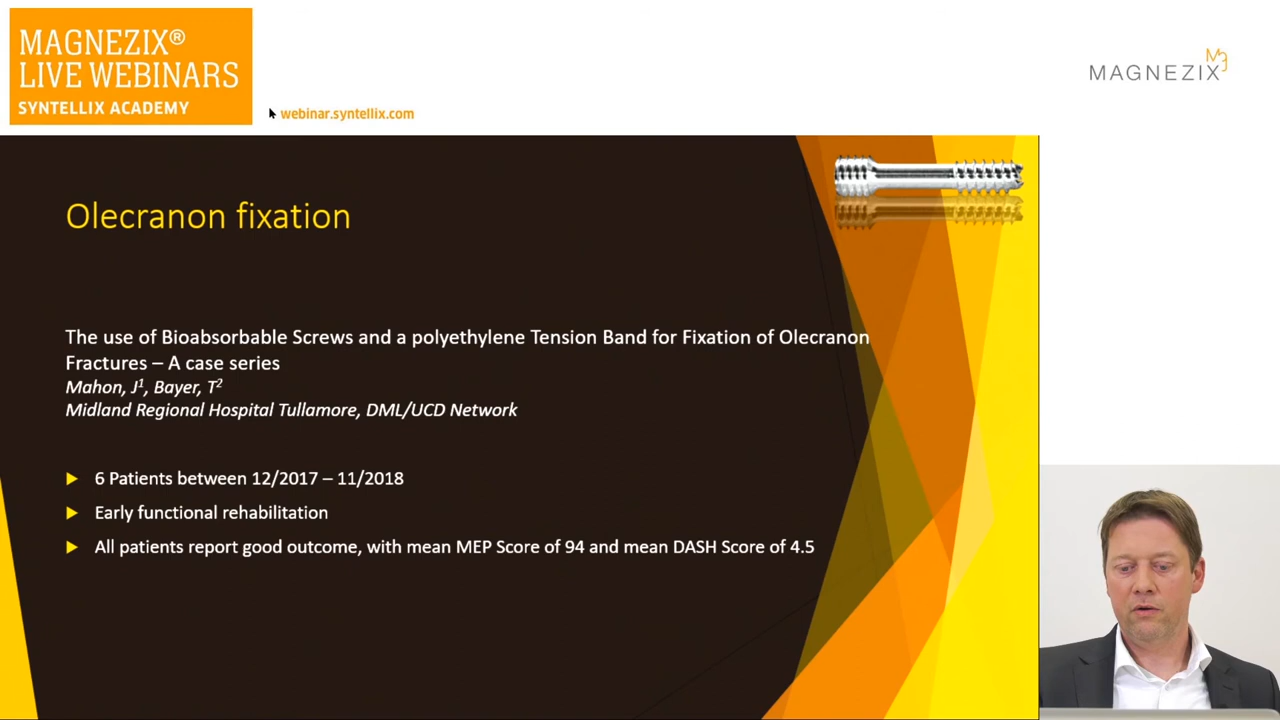 MAGNEZIX®
LIVE WEBINARS
SYNTELLIX ACADEMY
webinar.syntellix.com
MAGNEZIX
Olecranon fixation
The use of Bioabsorbable Screws and a polyethylene Tension Band for Fixation of Olecranon
Fractures – A case series
Mahon, J¹, Bayer, T²
Midland Regional Hospital Tullamore, DML/UCD Network
6 Patients between 12/2017 – 11/2018
Early functional rehabilitation
All patients report good outcome, with mean MEP Score of 94 and mean DASH Score of 4.5